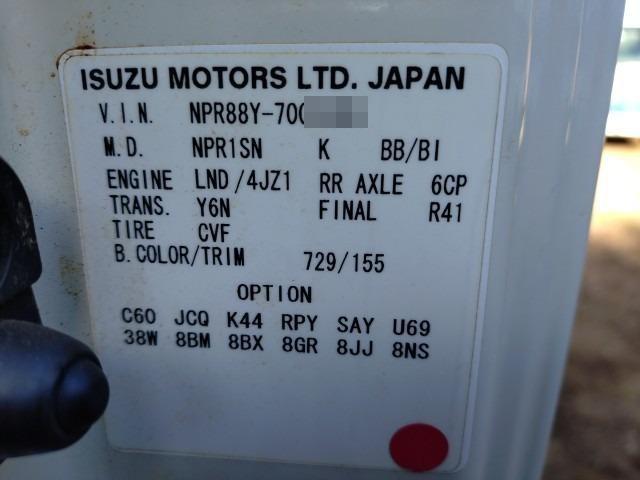 ISUZU MOTORS LTD. JAPAN
V.I.N. NPR88Y-700
M.D. NPR1SN K BB/BI
ENGINE LND/4JZ1 RR AXLE 6CP
TRANS. Y6N FINAL R41
TIRE CVF
B.COLOR/TRIM 729/155
OPTION
C60 JCQ K44 RPY SAY U69
38W 8BM 8BX 8GR 8JJ 8NS